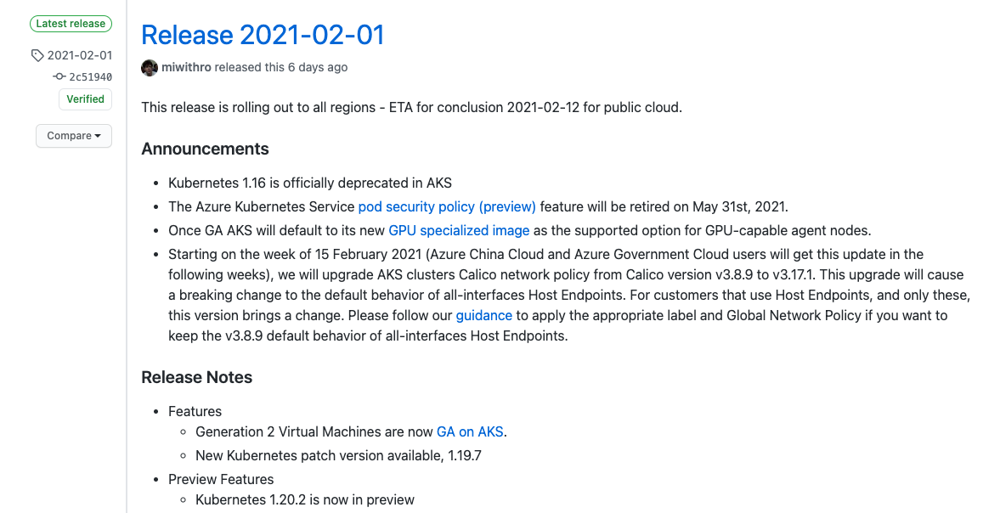 Latest release
2021-02-01
2c51940
Verified
Compare
Release 2021-02-01
miwithro released this 6 days ago
This release is rolling out to all regions - ETA for conclusion 2021-02-12 for public cloud.
Announcements
Kubernetes 1.16 is officially deprecated in AKS
The Azure Kubernetes Service pod security policy (preview) feature will be retired on May 31st, 2021.
Once GA AKS will default to its new GPU specialized image as the supported option for GPU-capable agent nodes.
Starting on the week of 15 February 2021 (Azure China Cloud and Azure Government Cloud users will get this update in the
following weeks), we will upgrade AKS clusters Calico network policy from Calico version v3.8.9 to v3.17.1. This upgrade will cause
a breaking change to the default behavior of all-interfaces Host Endpoints. For customers that use Host Endpoints, and only these,
this version brings a change. Please follow our guidance to apply the appropriate label and Global Network Policy if you want to
keep the v3.8.9 default behavior of all-interfaces Host Endpoints.
Release Notes
Features
Generation 2 Virtual Machines are now GA on AKS.
New Kubernetes patch version available, 1.19.7
Preview Features
Kubernetes 1.20.2 is now in preview